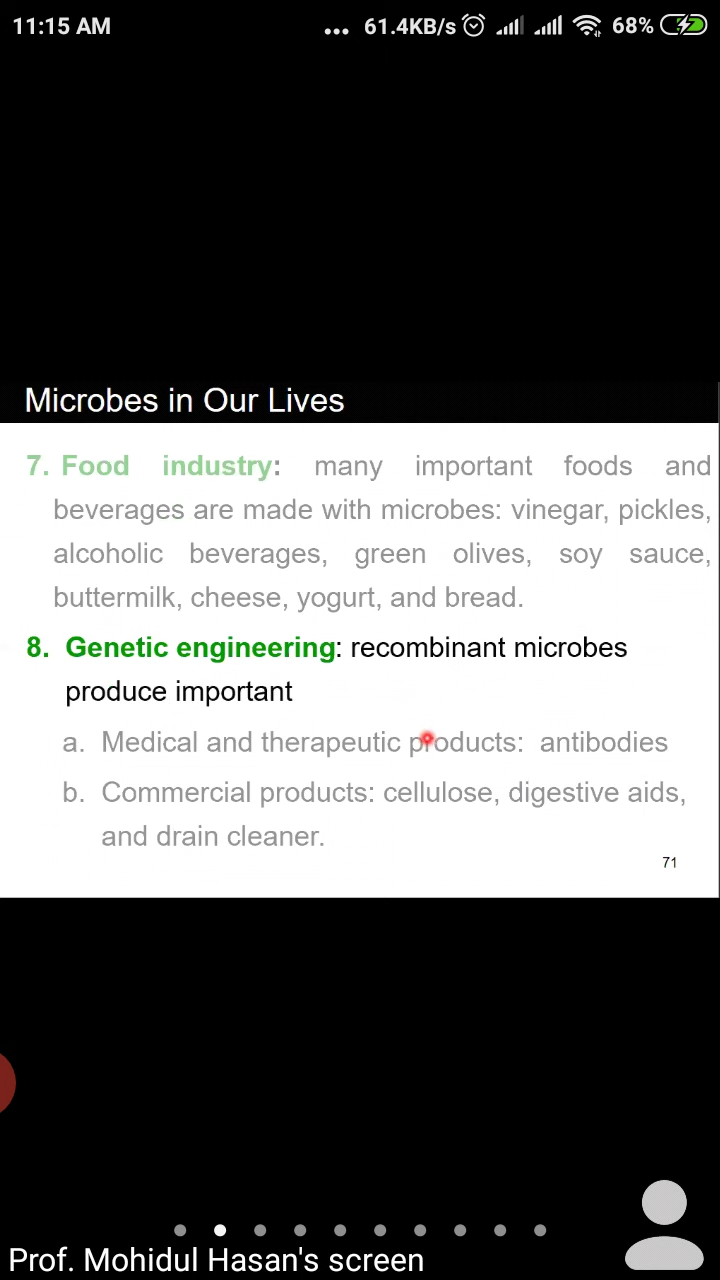 11:15 AM ... 61.4KB/s 68%
Microbes in Our Lives
7. Food industry: many important foods and
beverages are made with microbes: vinegar, pickles,
alcoholic beverages, green olives, soy sauce,
buttermilk, cheese, yogurt, and bread.
8. Genetic engineering: recombinant microbes
produce important
a. Medical and therapeutic products: antibodies
b. Commercial products: cellulose, digestive aids,
and drain cleaner.
71
Prof. Mohidul Hasan's screen